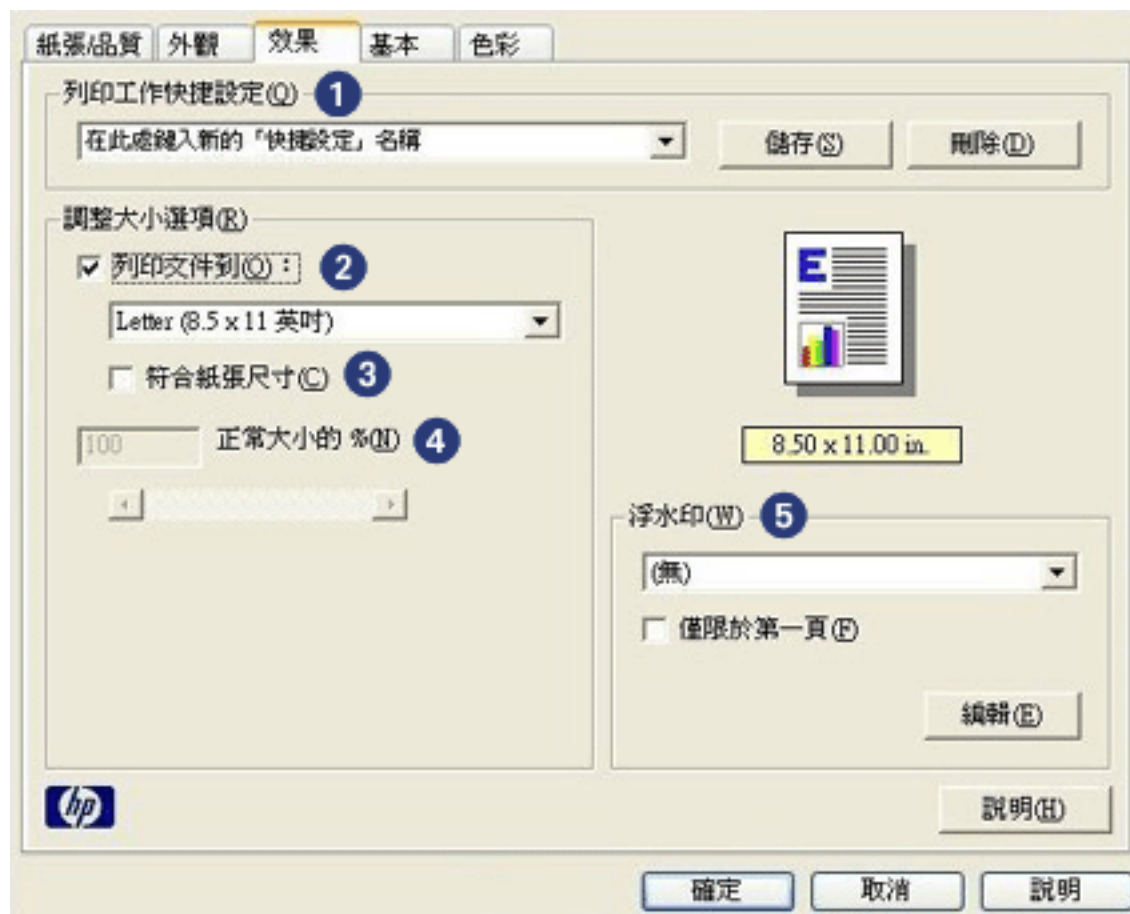 紙張/品質 外觀 效果 基本 色彩
列印工作快捷設定(Q) 1
在此處鍵入新的「快捷設定」名稱
儲存(S) 刪除(D)
調整大小選項(R)
列印文件到(O)： 2
Letter (8.5 x 11 英吋)
符合紙張尺寸(C) 3
100 正常大小的 %(N) 4
E
8.50 x 11.00 in.
浮水印(W) 5
(無)
僅限於第一頁(F)
編輯(E)
hp
說明(H)
確定 取消 說明